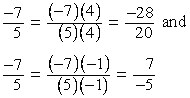 -7/5 = (-7)(4)/(5)(4) = -28/20 and
-7/5 = (-7)(-1)/(5)(-1) = 7/-5